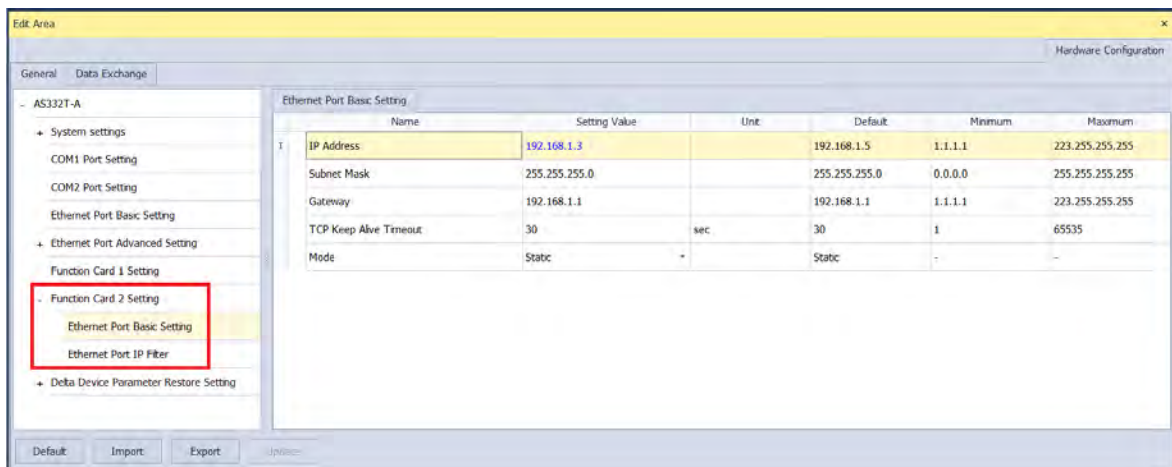 Edit Area
Hardware Configuration
General Data Exchange
- AS332T-A
+ System settings
COM1 Port Setting
COM2 Port Setting
Ethernet Port Basic Setting
+ Ethernet Port Advanced Setting
Function Card 1 Setting
- Function Card 2 Setting
Ethernet Port Basic Setting
Ethernet Port IP Filter
+ Delta Device Parameter Restore Setting
Ethernet Port Basic Setting
Name Setting Value Unit Default Minimum Maximum
IP Address 192.168.1.3 192.168.1.5 1.1.1.1 223.255.255.255
Subnet Mask 255.255.255.0 255.255.255.0 0.0.0.0 255.255.255.255
Gateway 192.168.1.1 192.168.1.1 1.1.1.1 223.255.255.255
TCP Keep Alive Timeout 30 sec 30 1 65535
Mode Static Static - -
Default Import Export Update